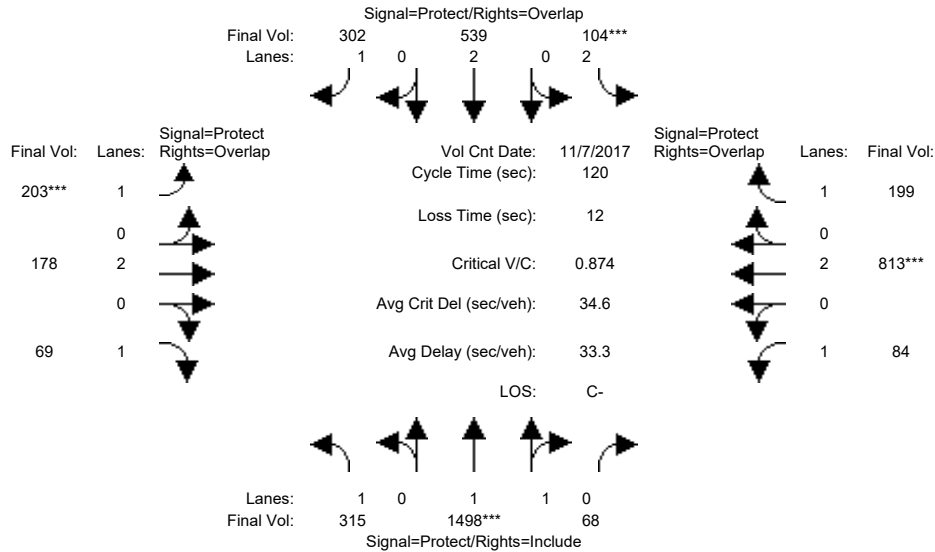 Signal=Protect/Rights=Overlap
Final Vol: 302 539 104***
Lanes: 1 0 2 0 2
Signal=Protect
Final Vol: Lanes: Rights=Overlap
203*** 1
0
178 2
0
69 1
Vol Cnt Date: 11/7/2017
Cycle Time (sec): 120
Loss Time (sec): 12
Critical V/C: 0.874
Avg Crit Del (sec/veh): 34.6
Avg Delay (sec/veh): 33.3
LOS: C-
Signal=Protect
Rights=Overlap Lanes: Final Vol:
1 199
0
2 813***
0
1 84
Lanes: 1 0 1 1 0
Final Vol: 315 1498*** 68
Signal=Protect/Rights=Include